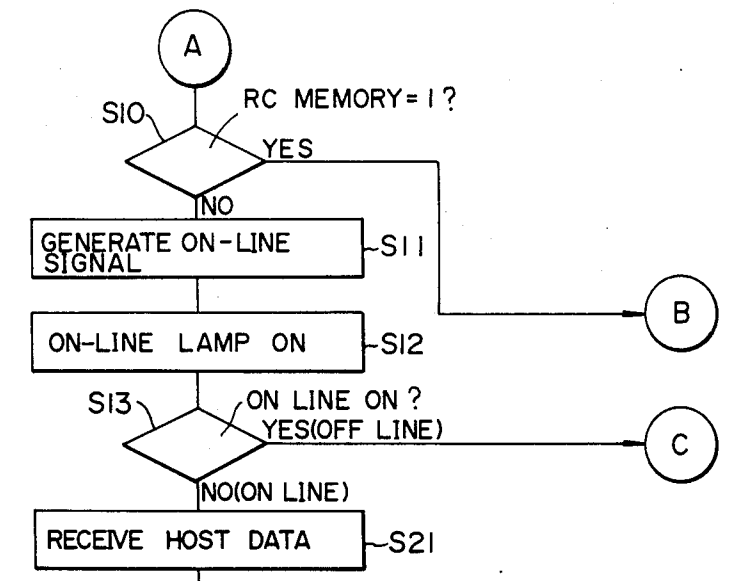 A
RC MEMORY=1?
S10
YES
NO
GENERATE ON-LINE
SIGNAL
S11
B
ON-LINE LAMP ON
S12
S13
ON LINE ON?
YES(OFF LINE)
C
NO(ON LINE)
RECEIVE HOST DATA
S21